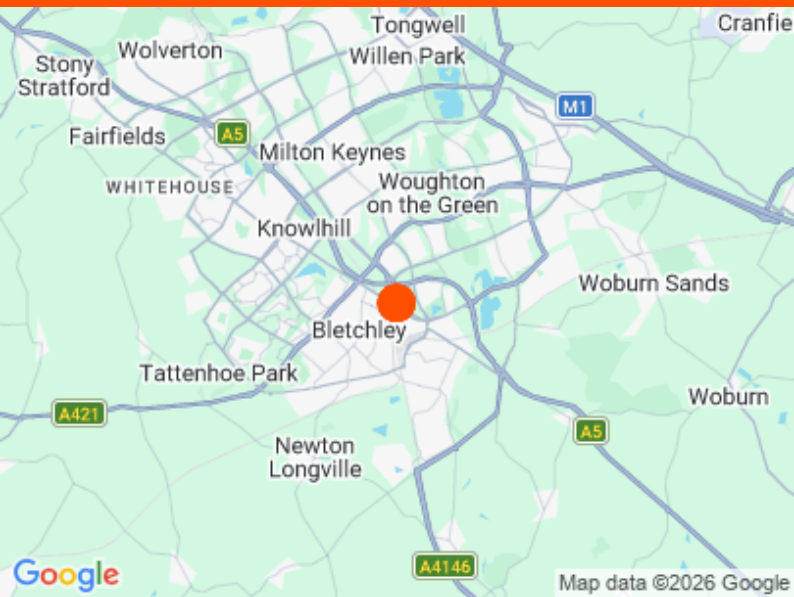 Tongwell
Cranfie
Wolverton
Willen Park
Stony
Stratford
M1
Fairfields
A5
Milton Keynes
WHITEHOUSE
Woughton
on the Green
Knowlhill
Woburn Sands
Bletchley
Tattenhoe Park
Woburn
A421
A5
Newton
Longville
A4146
Google
Map data ©2026 Google